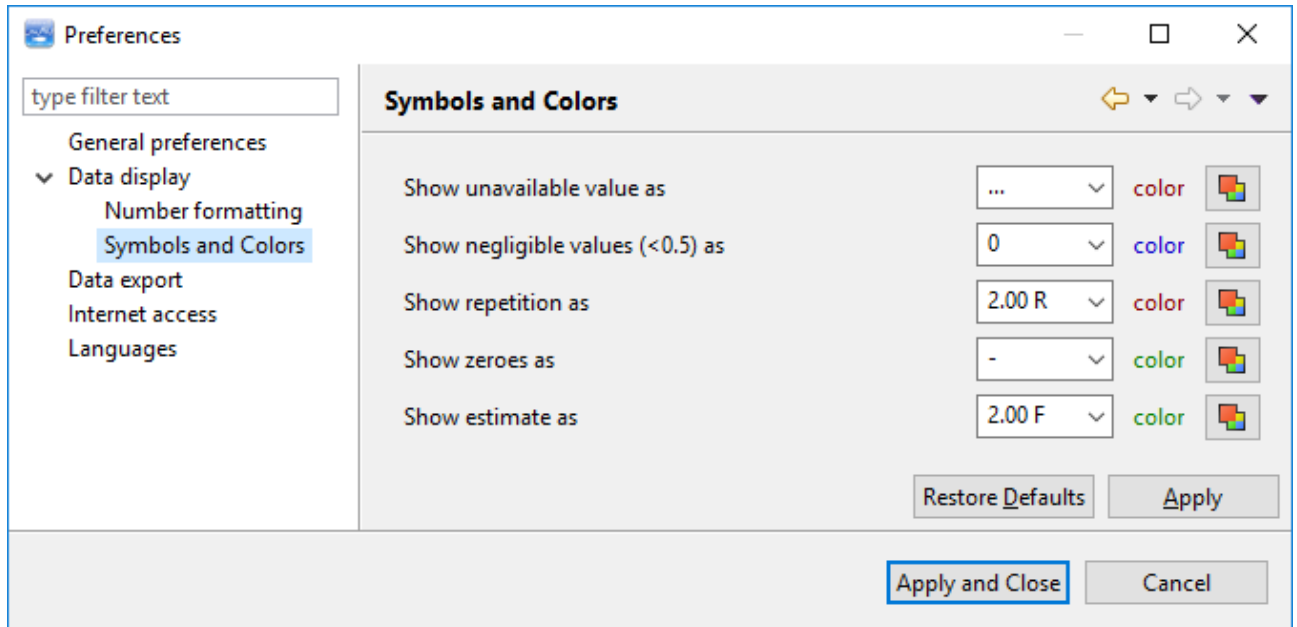 Preferences
type filter text
General preferences
Data display
Number formatting
Symbols and Colors
Data export
Internet access
Languages
Symbols and Colors
Show unavailable value as ... color
Show negligible values (<0.5) as 0 color
Show repetition as 2.00 R color
Show zeroes as - color
Show estimate as 2.00 F color
Restore Defaults Apply
Apply and Close Cancel